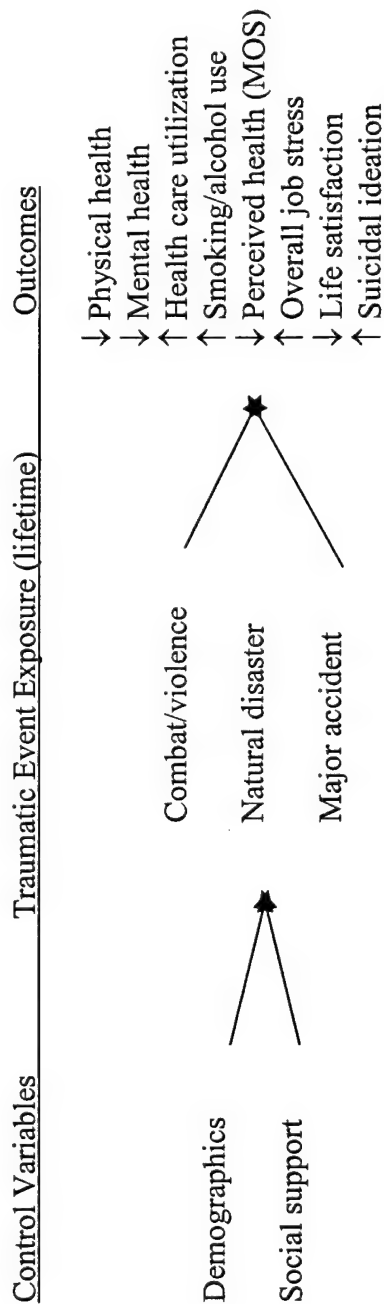 Control Variables
Traumatic Event Exposure (lifetime)
Outcomes
Demographics
Social support
Combat/violence
Natural disaster
Major accident
↓ Physical health
↓ Mental health
↑ Health care utilization
↑ Smoking/alcohol use
↓ Perceived health (MOS)
↑ Overall job stress
↓ Life satisfaction
↑ Suicidal ideation